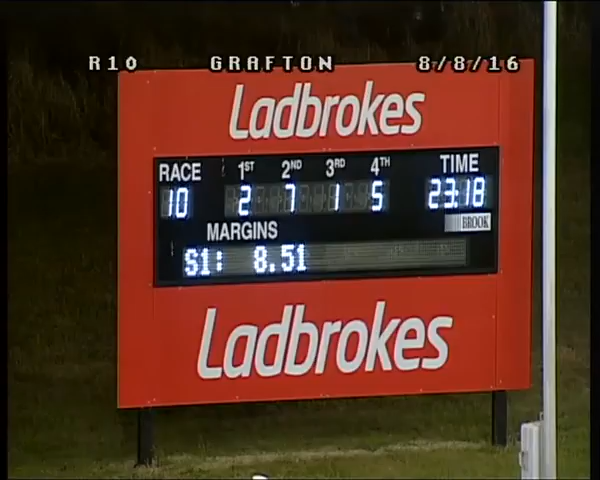 R10 GRAFTON 8/8/16
Ladbrokes
RACE 1ST 2ND 3RD 4TH TIME
10 2 7 1 5 23:18
BROOK
MARGINS
S1: 8.51
Ladbrokes